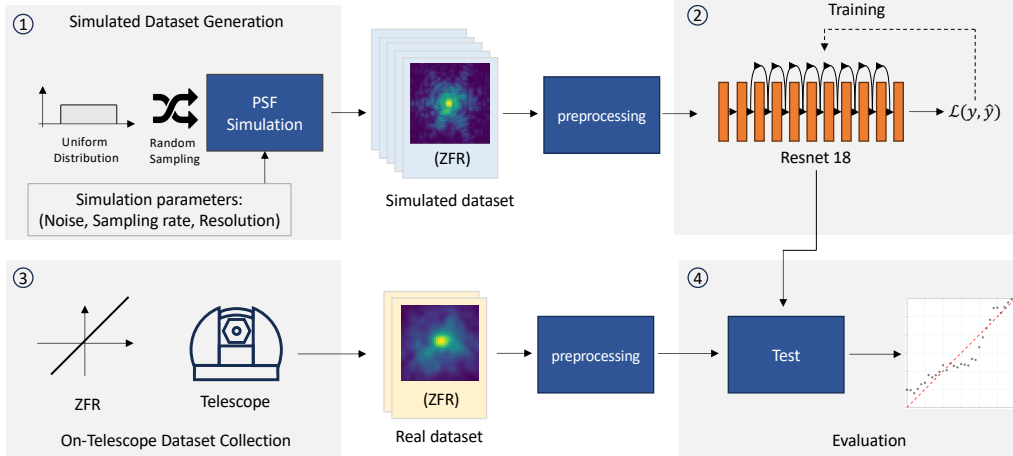 ①
Simulated Dataset Generation
Uniform
Distribution
Random
Sampling
PSF
Simulation
Simulation parameters:
(Noise, Sampling rate, Resolution)
(ZFR)
Simulated dataset
preprocessing
②
Training
ℒ(y, ŷ)
Resnet 18
③
ZFR
Telescope
On-Telescope Dataset Collection
(ZFR)
Real dataset
preprocessing
④
Test
Evaluation